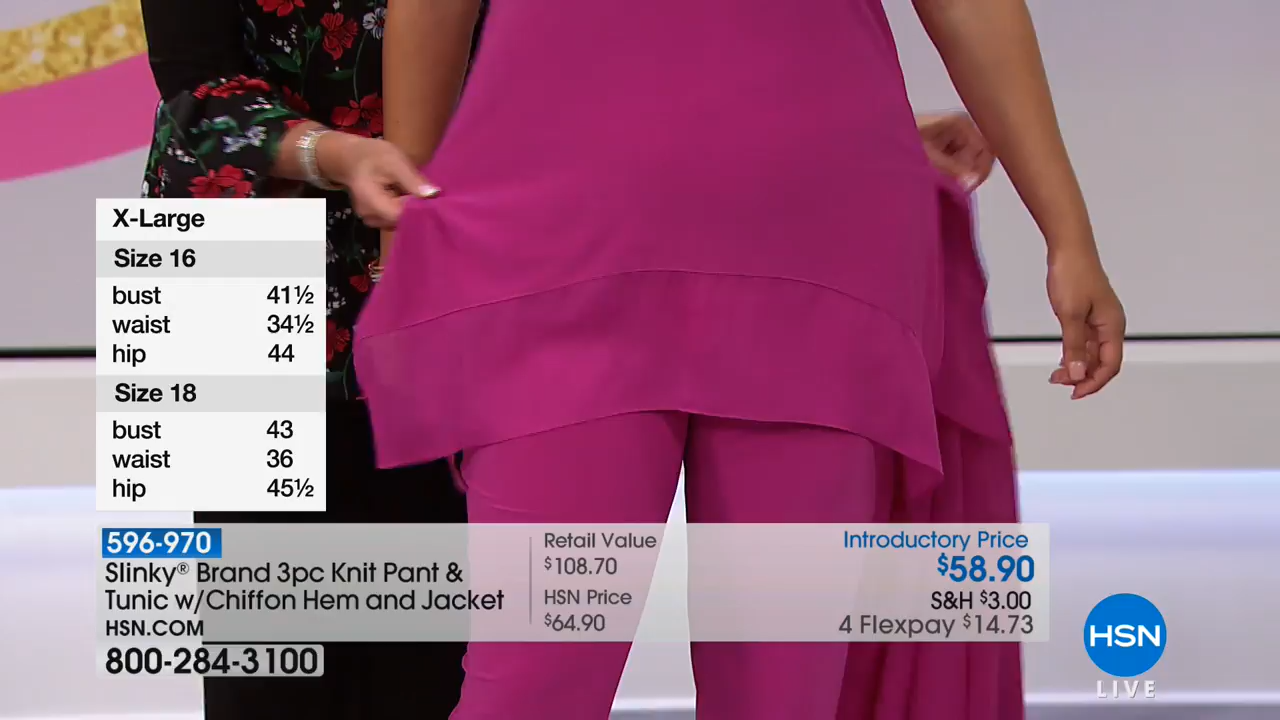 X-Large
Size 16
bust 41½
waist 34½
hip 44
Size 18
bust 43
waist 36
hip 45½
596-970
Slinky® Brand 3pc Knit Pant &
Tunic w/Chiffon Hem and Jacket
HSN.COM
800-284-3100
Retail Value
$108.70
HSN Price
$64.90
Introductory Price
$58.90
S&H $3.00
4 Flexpay $14.73
HSN
LIVE